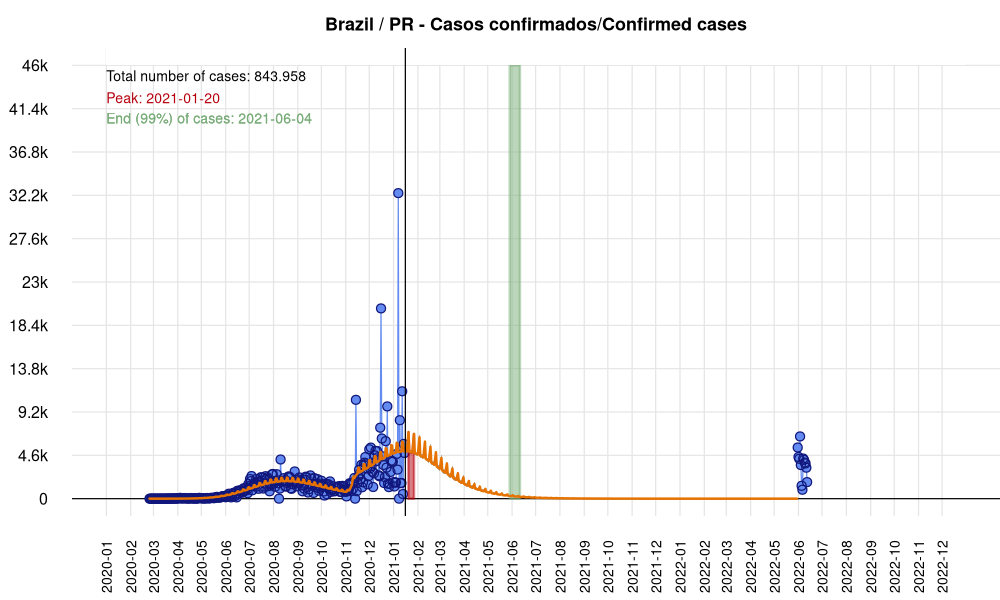 Brazil / PR - Casos confirmados/Confirmed cases
Total number of cases: 843.958
Peak: 2021-01-20
End (99%) of cases: 2021-06-04
46k
41.4k
36.8k
32.2k
27.6k
23k
18.4k
13.8k
9.2k
4.6k
0
2020-01
2020-02
2020-03
2020-04
2020-05
2020-06
2020-07
2020-08
2020-09
2020-10
2020-11
2020-12
2021-01
2021-02
2021-03
2021-04
2021-05
2021-06
2021-07
2021-08
2021-09
2021-10
2021-11
2021-12
2022-01
2022-02
2022-03
2022-04
2022-05
2022-06
2022-07
2022-08
2022-09
2022-10
2022-11
2022-12